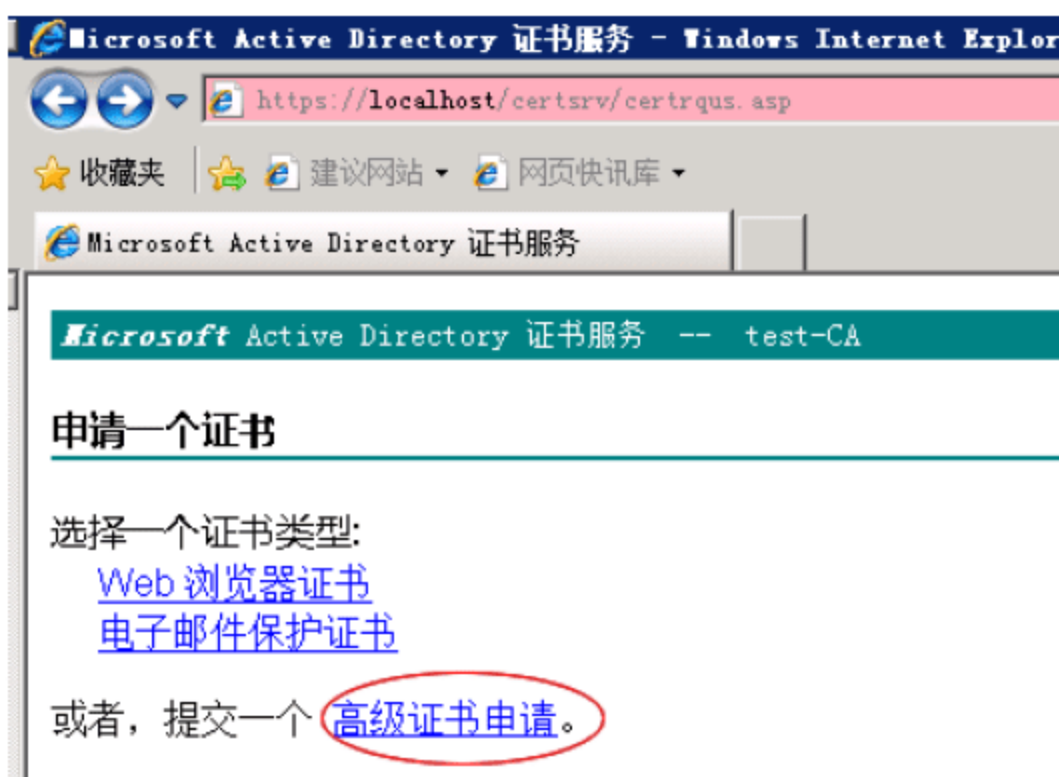 Microsoft Active Directory 证书服务 - Windows Internet Explor
https://localhost/certsrv/certrqus.asp
收藏夹 建议网站 网页快讯库
Microsoft Active Directory 证书服务
Microsoft Active Directory 证书服务 -- test-CA
申请一个证书
选择一个证书类型:
Web 浏览器证书
电子邮件保护证书
或者，提交一个 高级证书申请。